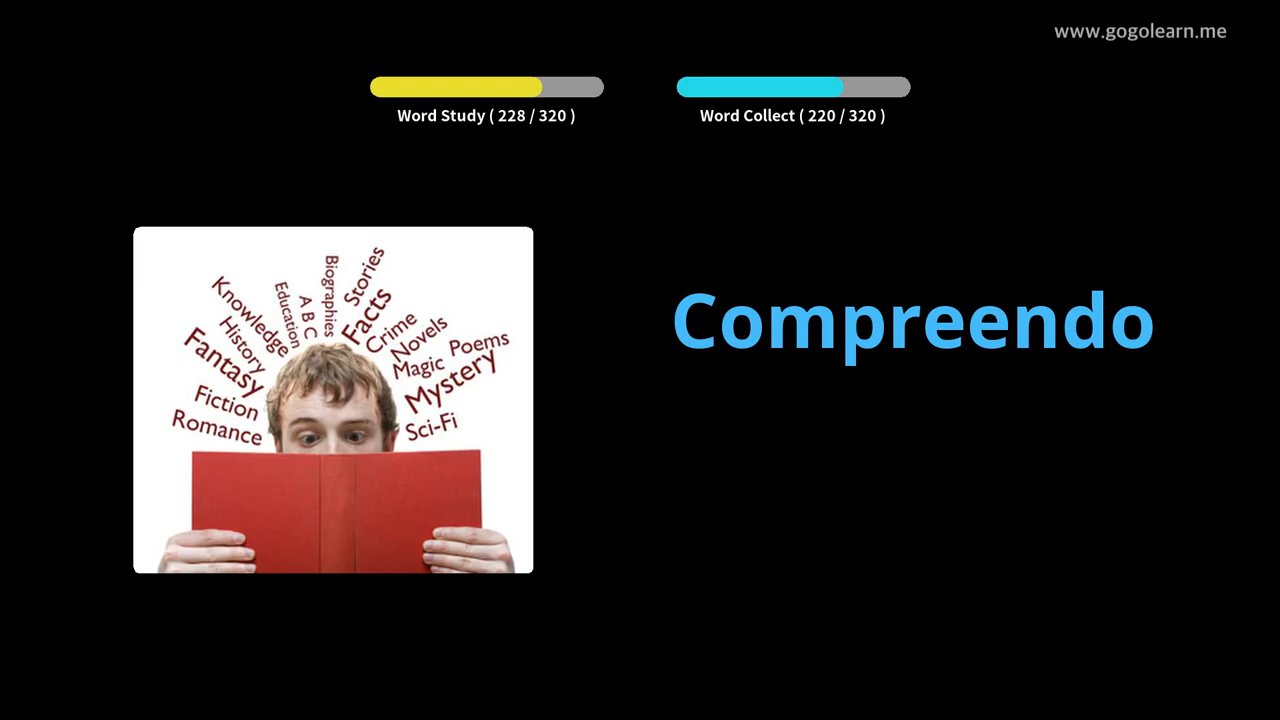 www.gogolearn.me
Word Study ( 228 / 320 )
Word Collect ( 220 / 320 )
Compreendo
Biographies
Stories
Education
A B C
Facts
Knowledge
Crime
History
Novels
Fantasy
Magic
Poems
Mystery
Fiction
Romance
Sci-Fi